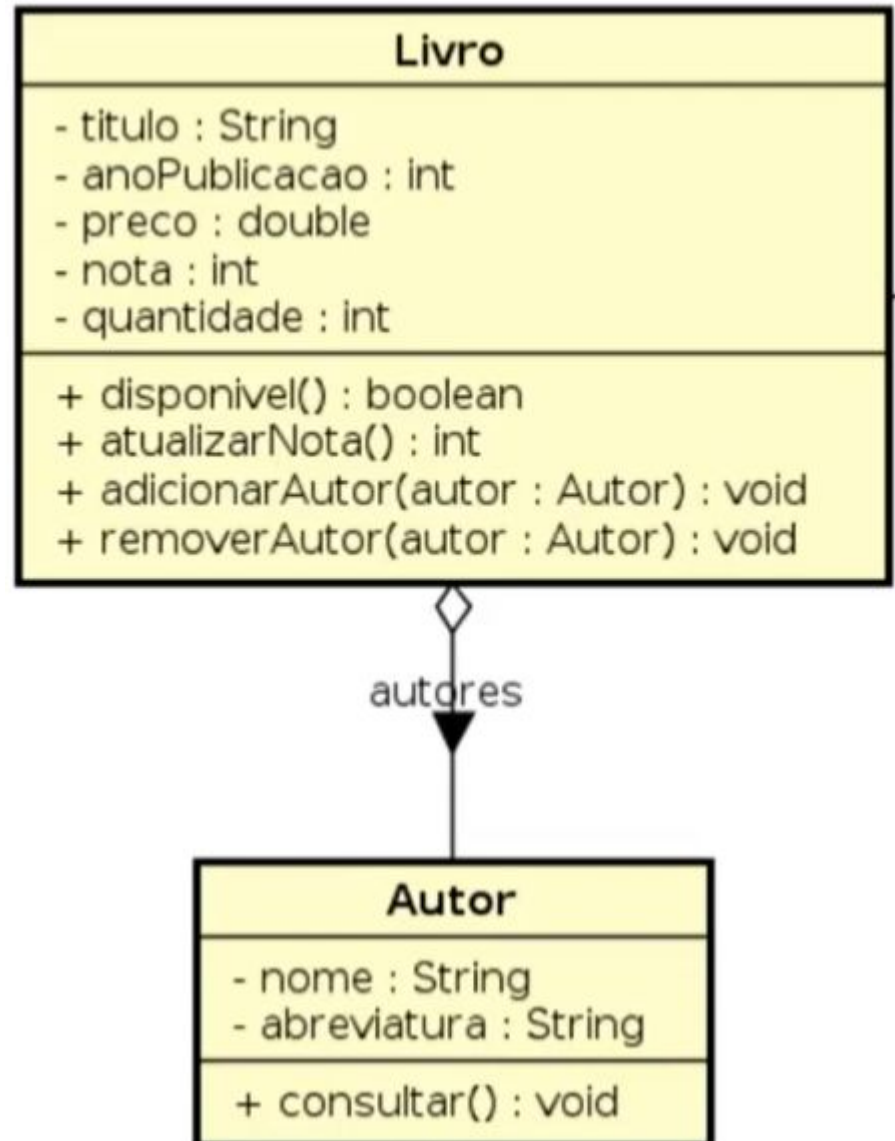 Livro
- titulo : String
- anoPublicacao : int
- preco : double
- nota : int
- quantidade : int
+ disponivel() : boolean
+ atualizarNota() : int
+ adicionarAutor(autor : Autor) : void
+ removerAutor(autor : Autor) : void
autores
Autor
- nome : String
- abreviatura : String
+ consultar() : void